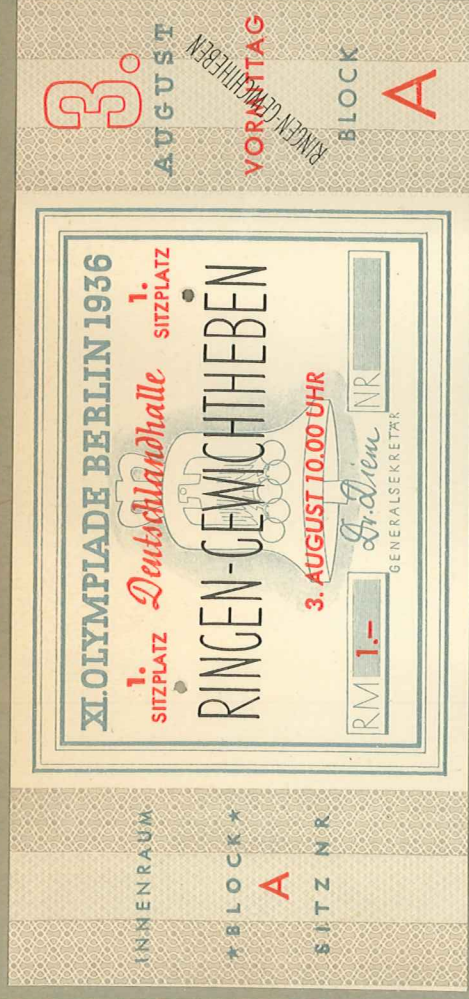 INNENRAUM
★BLOCK★
A
SITZ NR
XI. OLYMPIADE BERLIN 1936
1. SITZPLATZ Deutschlandhalle 1. SITZPLATZ
RINGEN-GEWICHTHEBEN
3. AUGUST 10.00 UHR
RM 1.– Dr. Diem NR
GENERALSEKRETÄR
3.
AUGUST
RINGEN-GEWICHTHEBEN
VORMITTAG
BLOCK
A